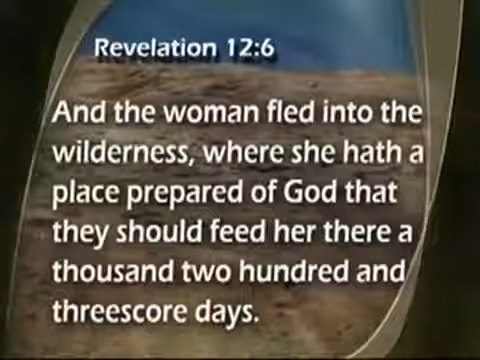 Revelation 12:6
And the woman fled into the
wilderness, where she hath a
place prepared of God that
they should feed her there a
thousand two hundred and
threescore days.